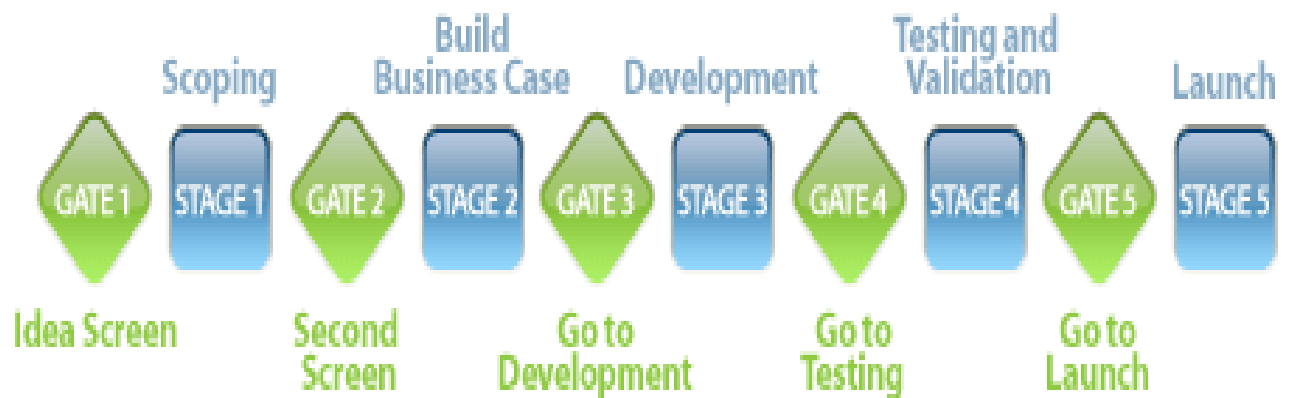 Scoping
Build
Business Case
Development
Testing and
Validation
Launch
GATE 1
STAGE 1
GATE 2
STAGE 2
GATE 3
STAGE 3
GATE 4
STAGE 4
GATE 5
STAGE 5
Idea Screen
Second
Screen
Go to
Development
Go to
Testing
Go to
Launch